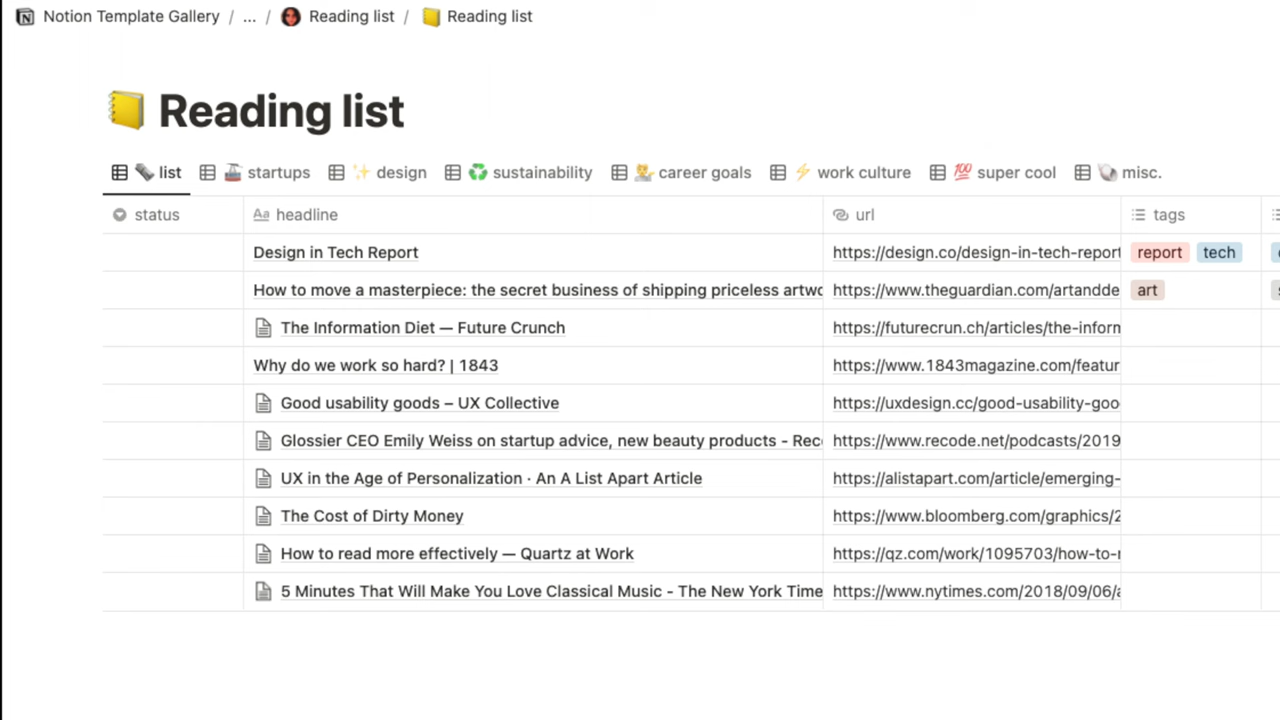 Notion Template Gallery / ... / Reading list / Reading list
Reading list
list startups design sustainability career goals work culture super cool misc.
status Aa headline url tags
Design in Tech Report https://design.co/design-in-tech-report report tech
How to move a masterpiece: the secret business of shipping priceless artwo https://www.theguardian.com/artandde art
The Information Diet — Future Crunch https://futurecrun.ch/articles/the-inform
Why do we work so hard? | 1843 https://www.1843magazine.com/featur
Good usability goods – UX Collective https://uxdesign.cc/good-usability-goo
Glossier CEO Emily Weiss on startup advice, new beauty products - Rec https://www.recode.net/podcasts/2019
UX in the Age of Personalization · An A List Apart Article https://alistapart.com/article/emerging-
The Cost of Dirty Money https://www.bloomberg.com/graphics/2
How to read more effectively — Quartz at Work https://qz.com/work/1095703/how-to-
5 Minutes That Will Make You Love Classical Music - The New York Time https://www.nytimes.com/2018/09/06/